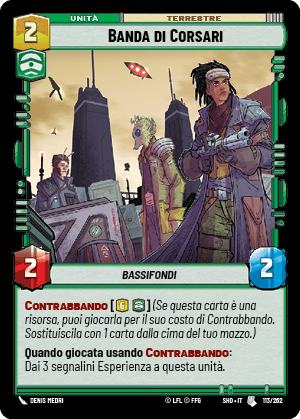 UNITÀ
TERRESTRE
2
Banda di Corsari
2
BASSIFONDI
2
Contrabbando [6 ] (Se questa carta è una
risorsa, puoi giocarla per il suo costo di Contrabbando.
Sostituiscila con 1 carta dalla cima del tuo mazzo.)
Quando giocata usando Contrabbando:
Dai 3 segnalini Esperienza a questa unità.
DENIS MEDRI
© LFL © FFG
SHD • IT
113/262